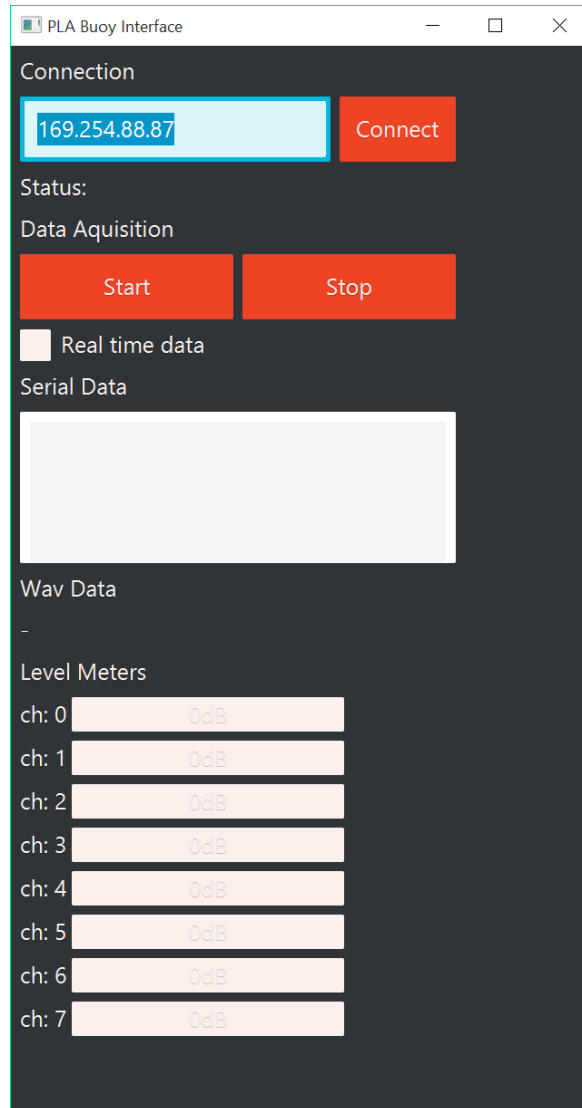 PLA Buoy Interface
Connection
169.254.88.87 Connect
Status:
Data Aquisition
Start Stop
Real time data
Serial Data
Wav Data
-
Level Meters
ch: 0 0dB
ch: 1 0dB
ch: 2 0dB
ch: 3 0dB
ch: 4 0dB
ch: 5 0dB
ch: 6 0dB
ch: 7 0dB